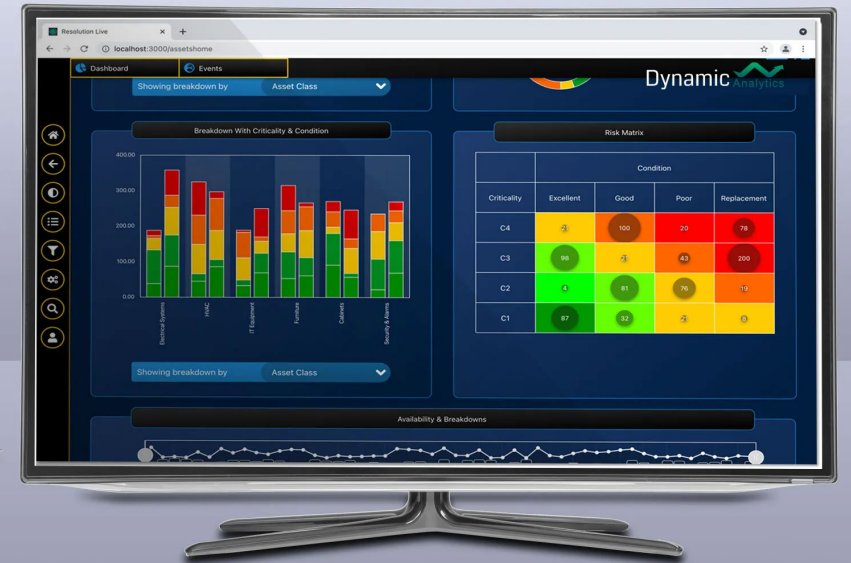 Resolution Live
localhost:3000/assetshome
Dashboard
Events
Showing breakdown by Asset Class
Dynamic Analytics
Breakdown With Criticality & Condition
400.00
300.00
200.00
100.00
0.00
Electrical Systems
HVAC
IT Equipment
Furniture
Cabinets
Security & Alarms
Showing breakdown by Asset Class
Risk Matrix
Condition
Criticality Excellent Good Poor Replacement
C4 100 20 78
C3 98 43 200
C2 4 81 76 19
C1 87 32 8
Availability & Breakdowns